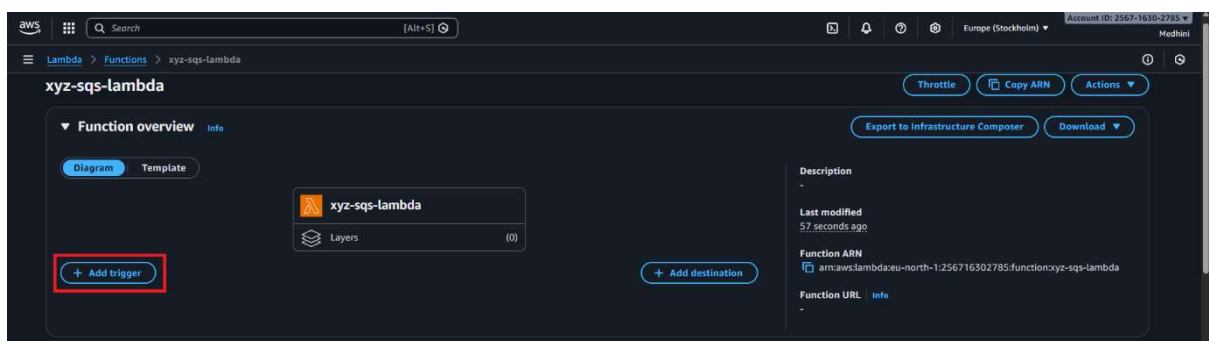 aws
Search [Alt+S]
Europe (Stockholm) ▼
Account ID: 2567-1630-2785 ▼
Medhini
Lambda > Functions > xyz-sqs-lambda
xyz-sqs-lambda
Throttle
Copy ARN
Actions ▼
▼ Function overview Info
Export to Infrastructure Composer
Download ▼
Diagram
Template
xyz-sqs-lambda
Layers (0)
+ Add trigger
+ Add destination
Description
-
Last modified
57 seconds ago
Function ARN
arn:aws:lambda:eu-north-1:256716302785:function:xyz-sqs-lambda
Function URL Info
-